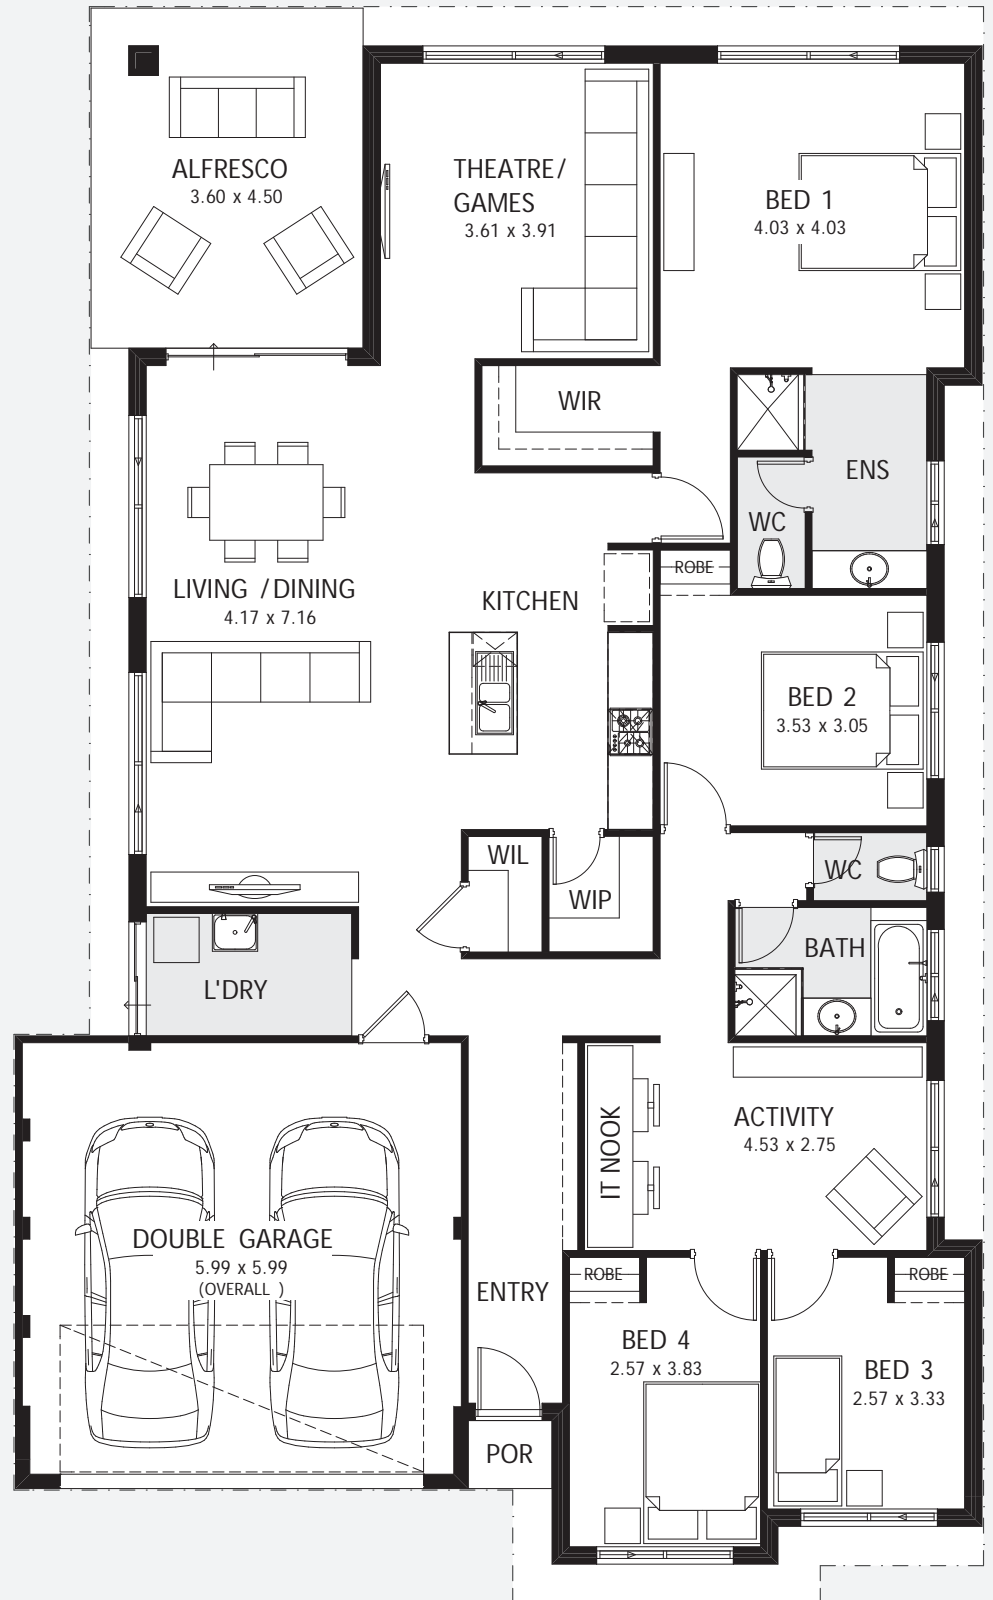 ALFRESCO
3.60 x 4.50
THEATRE/
GAMES
3.61 x 3.91
BED 1
4.03 x 4.03
WIR
ENS
WC
ROBE
LIVING /DINING
4.17 x 7.16
KITCHEN
BED 2
3.53 x 3.05
WIL
WIP
WC
BATH
L'DRY
IT NOOK
ACTIVITY
4.53 x 2.75
DOUBLE GARAGE
5.99 x 5.99
(OVERALL )
ENTRY
ROBE
ROBE
BED 4
2.57 x 3.83
BED 3
2.57 x 3.33
POR